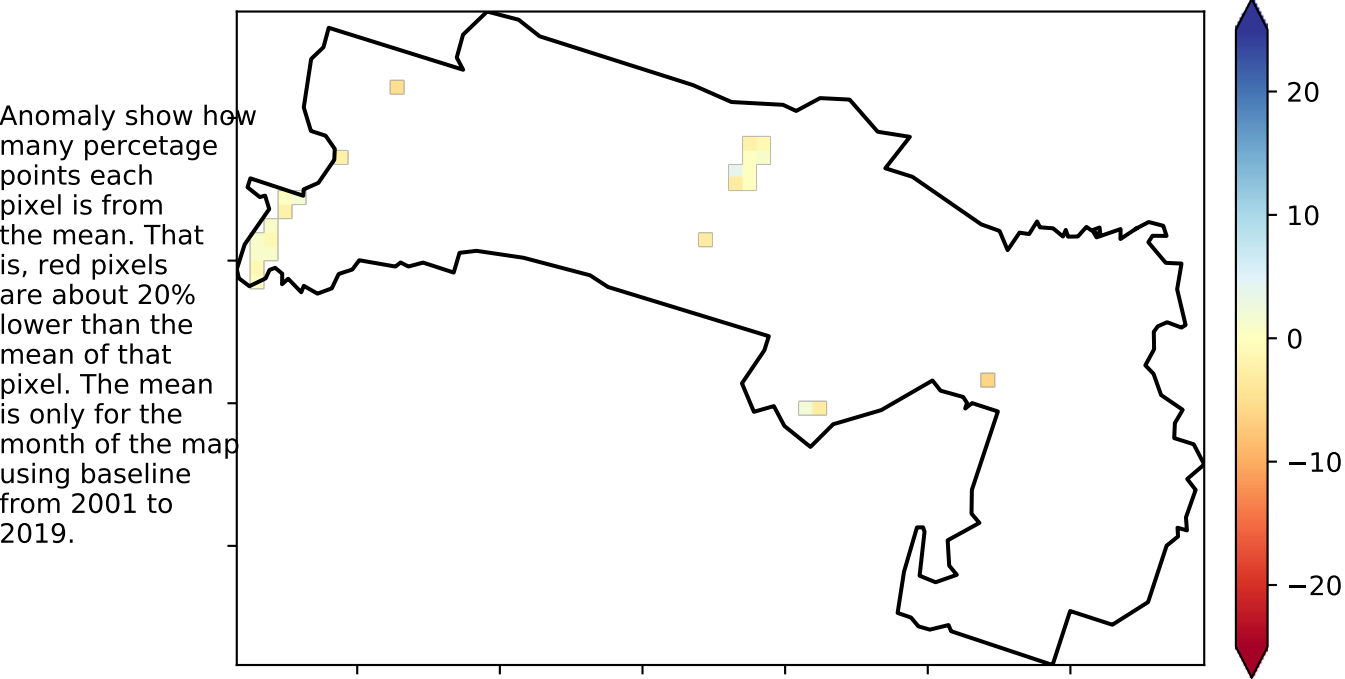 Anomaly show how
many percetage
points each
pixel is from
the mean. That
is, red pixels
are about 20%
lower than the
mean of that
pixel. The mean
is only for the
month of the map
using baseline
from 2001 to
2019.
20
10
0
−10
−20